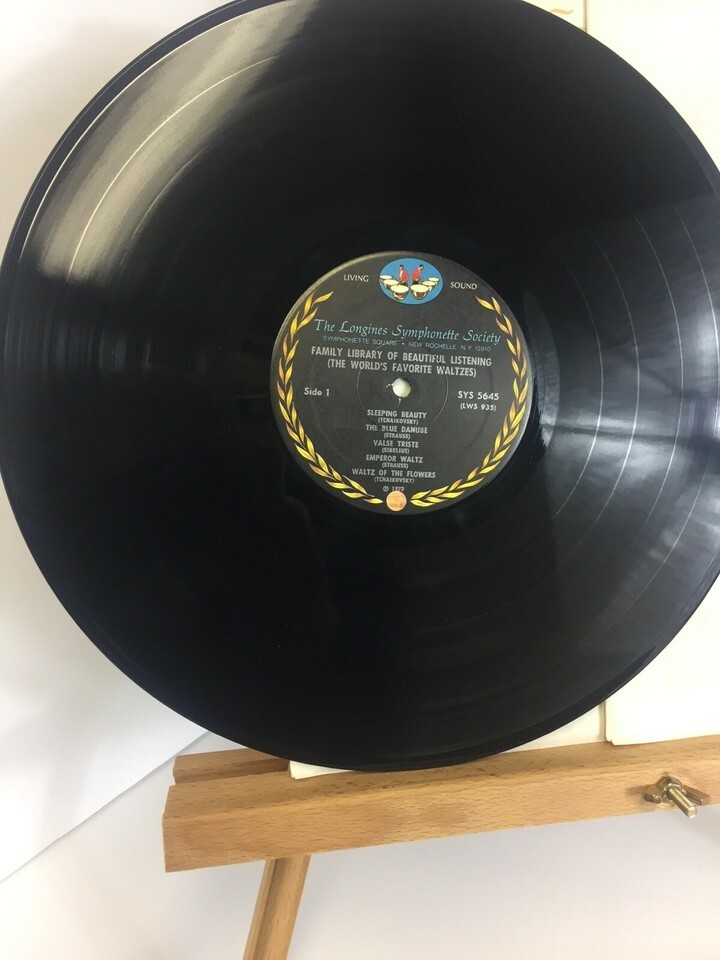 LIVING SOUND
The Longines Symphonette Society
SYMPHONETTE SQUARE • NEW ROCHELLE, N.Y. 10810
FAMILY LIBRARY OF BEAUTIFUL LISTENING
(THE WORLD'S FAVORITE WALTZES)
Side 1
SYS 5645
(LWS 935)
SLEEPING BEAUTY
(TCHAIKOVSKY)
THE BLUE DANUBE
(STRAUSS)
VALSE TRISTE
(SIBELIUS)
EMPEROR WALTZ
(STRAUSS)
WALTZ OF THE FLOWERS
(TCHAIKOVSKY)